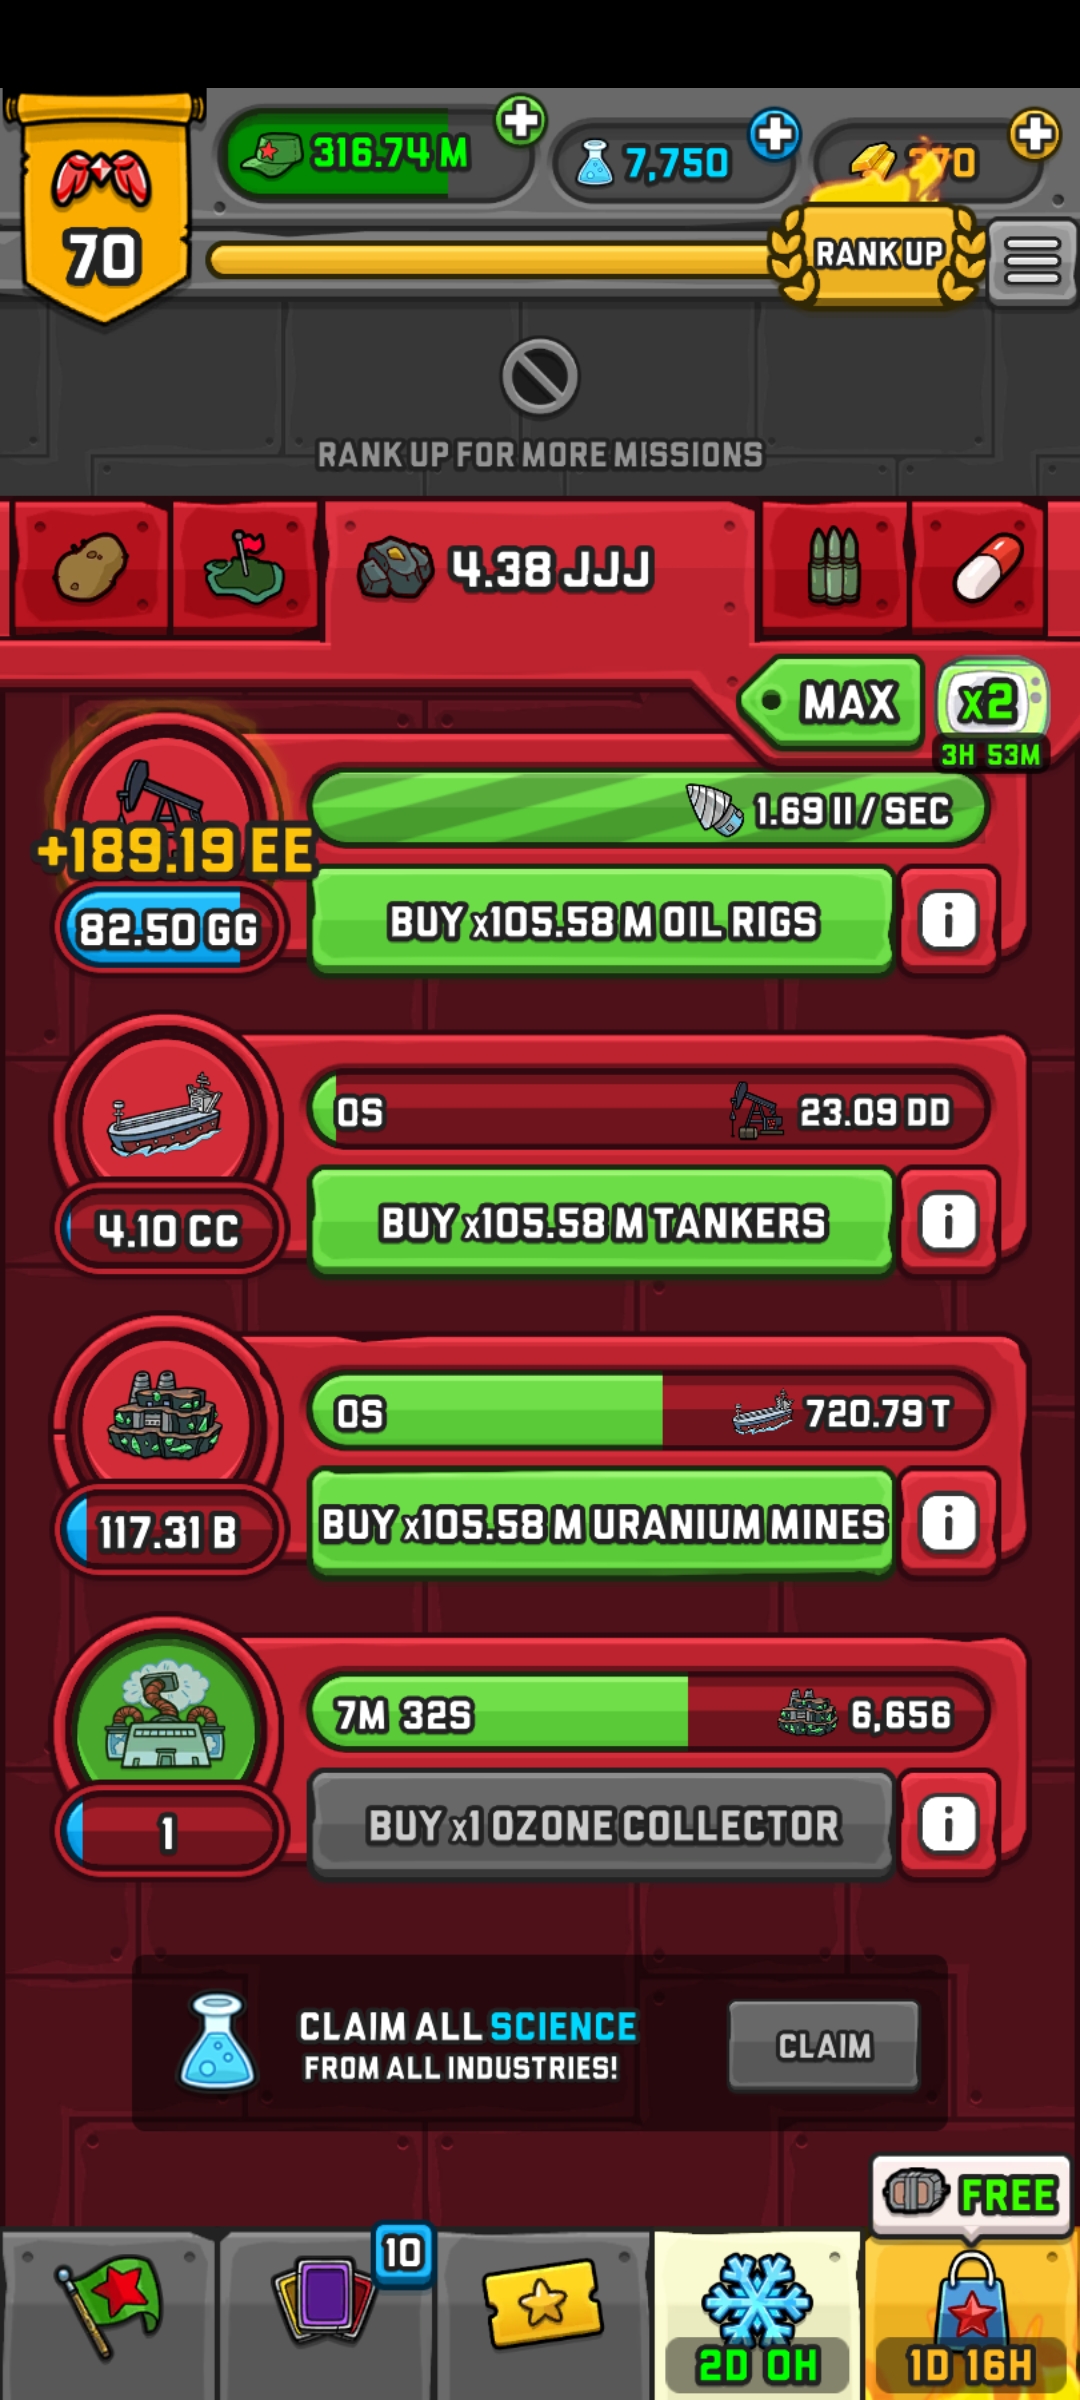 70
316.74 M
7,750
370
RANK UP
RANK UP FOR MORE MISSIONS
4.38 JJJ
MAX
x2
3H 53M
1.69 II / SEC
+189.19 EE
82.50 GG
BUY x105.58 M OIL RIGS
i
0S
23.09 DD
4.10 CC
BUY x105.58 M TANKERS
i
0S
720.79 T
117.31 B
BUY x105.58 M URANIUM MINES
i
7M 32S
6,656
1
BUY x1 OZONE COLLECTOR
i
CLAIM ALL SCIENCE
FROM ALL INDUSTRIES!
CLAIM
FREE
10
2D 0H
1D 16H